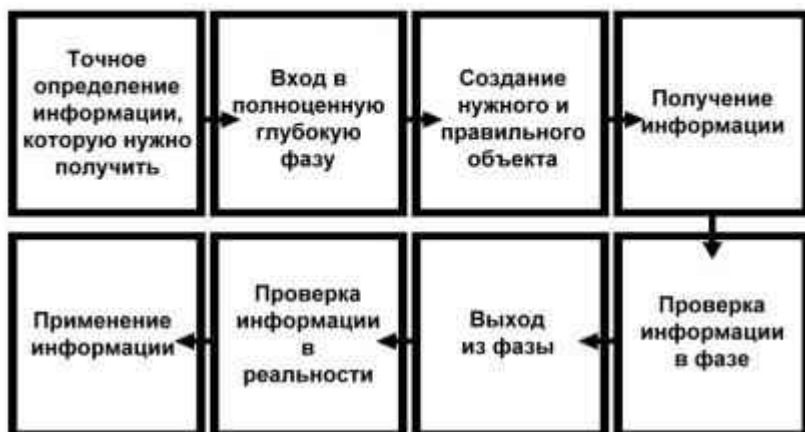 Точное
определение
информации,
которую нужно
получить
Вход в
полноценную
глубокую
фазу
Создание
нужного и
правильного
объекта
Получение
информации
Проверка
информации
в фазе
Выход
из фазы
Проверка
информации
в
реальности
Применение
информации